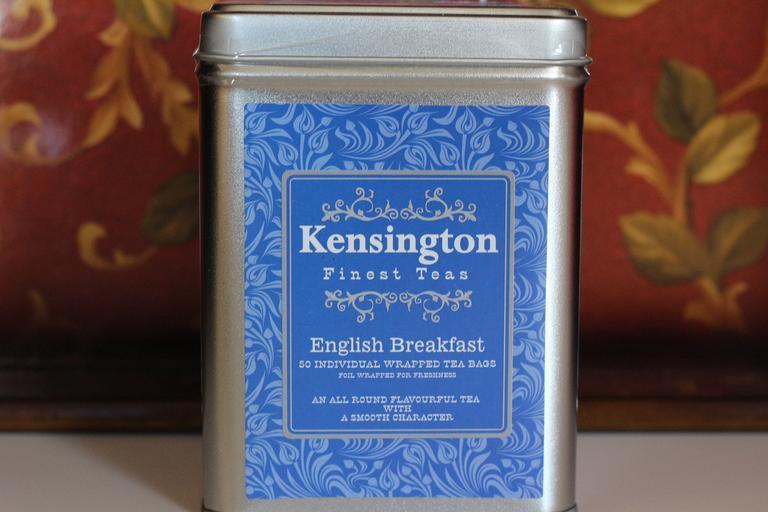 Kensington
Finest Teas
English Breakfast
50 INDIVIDUAL WRAPPED TEA BAGS
FOIL WRAPPED FOR FRESHNESS
AN ALL ROUND FLAVOURFUL TEA
WITH
A SMOOTH CHARACTER